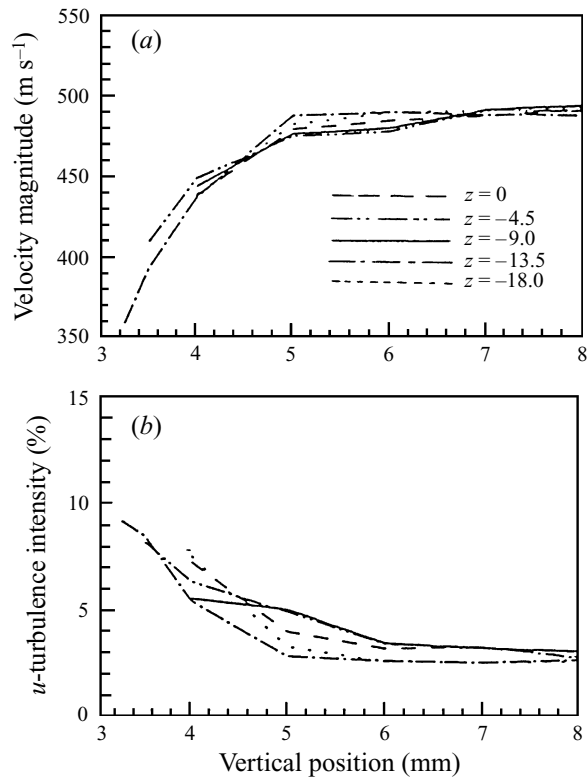 550
(a)
500
450
400
350
Velocity magnitude (m s⁻¹)
z = 0
z = –4.5
z = –9.0
z = –13.5
z = –18.0
3 4 5 6 7 8
15
(b)
10
5
0
u-turbulence intensity (%)
3 4 5 6 7 8
Vertical position (mm)